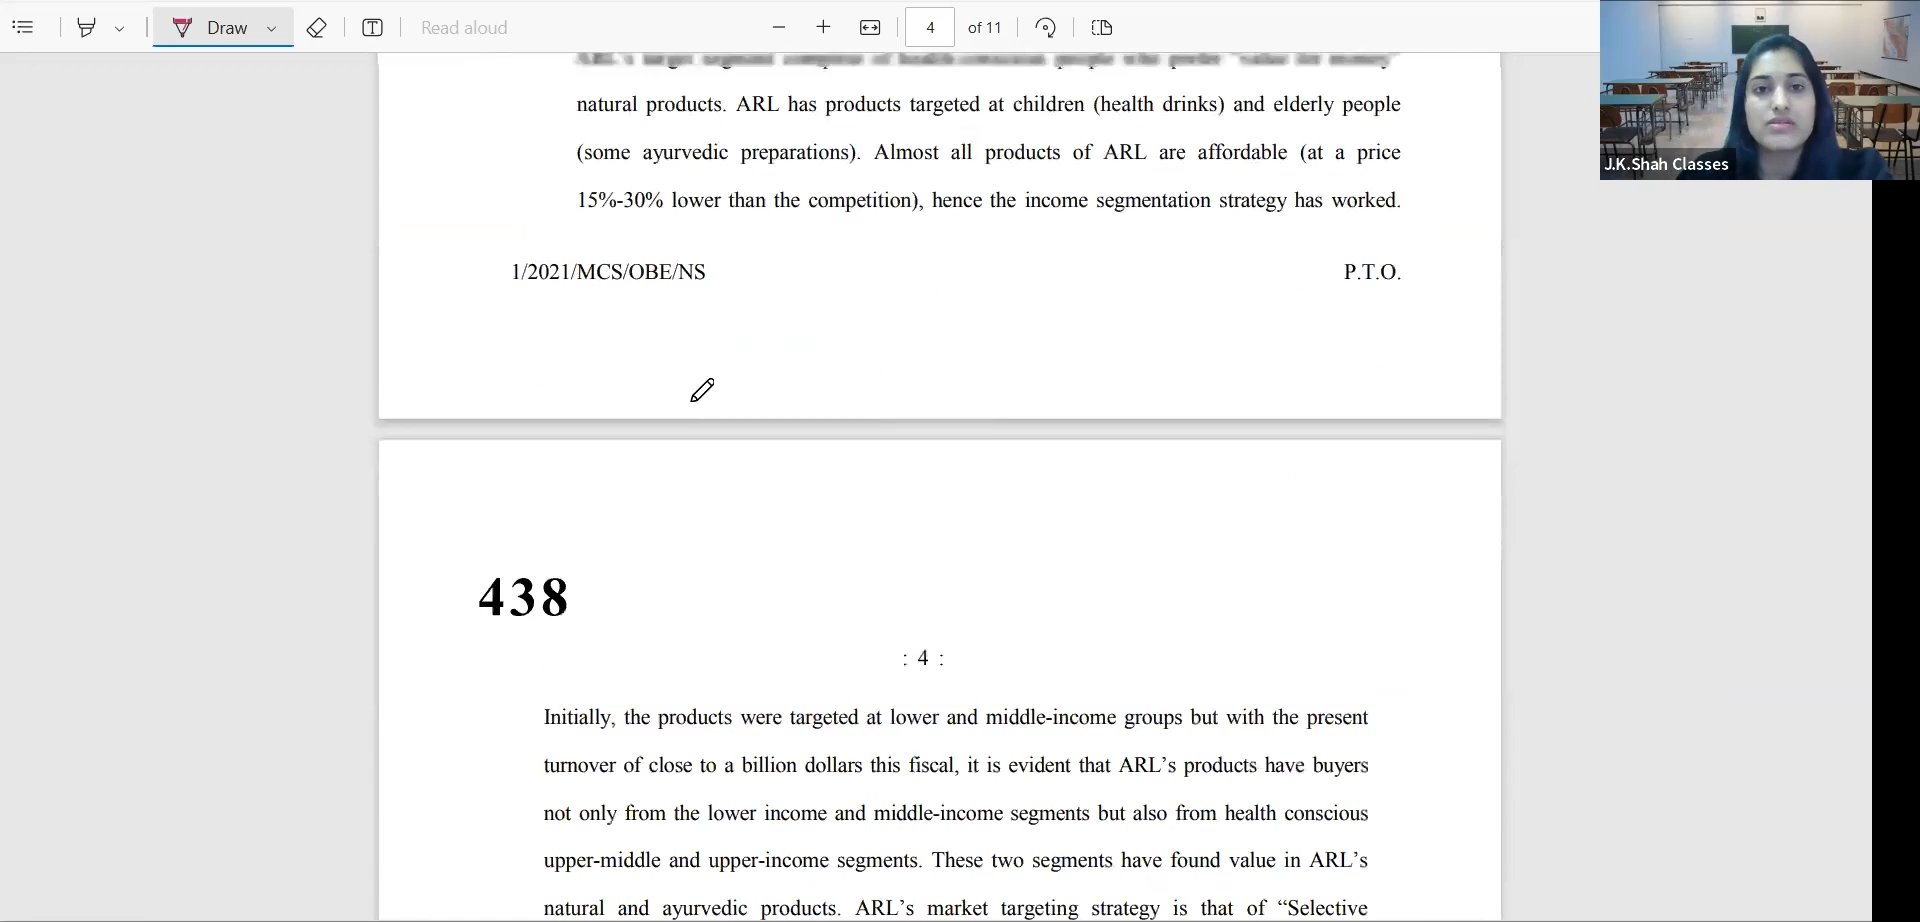 Draw
Read aloud
4 of 11
J.K.Shah Classes
natural products. ARL has products targeted at children (health drinks) and elderly people
(some ayurvedic preparations). Almost all products of ARL are affordable (at a price
15%-30% lower than the competition), hence the income segmentation strategy has worked.
1/2021/MCS/OBE/NS P.T.O.
438
: 4 :
Initially, the products were targeted at lower and middle-income groups but with the present
turnover of close to a billion dollars this fiscal, it is evident that ARL’s products have buyers
not only from the lower income and middle-income segments but also from health conscious
upper-middle and upper-income segments. These two segments have found value in ARL’s
natural and ayurvedic products. ARL’s market targeting strategy is that of “Selective